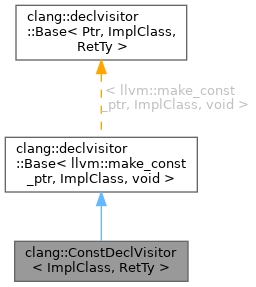 clang::declvisitor
::Base< Ptr, ImplClass,
RetTy >
< llvm::make_const
_ptr, ImplClass, void >
clang::declvisitor
::Base< llvm::make_const
_ptr, ImplClass, void >
clang::ConstDeclVisitor
< ImplClass, RetTy >